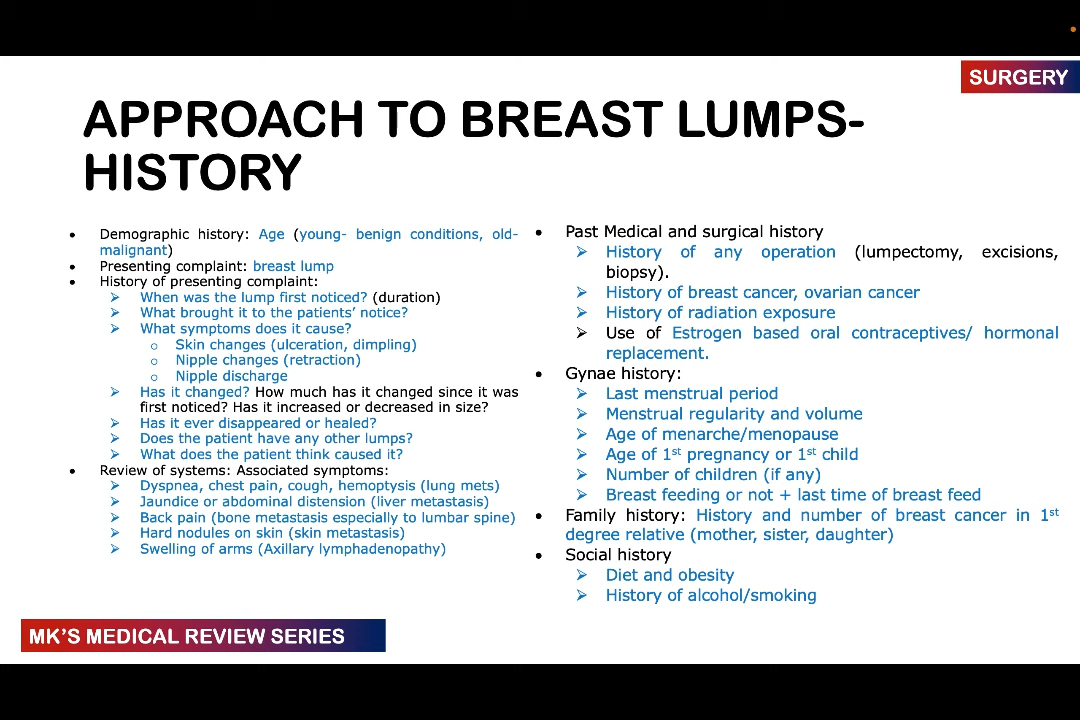 SURGERY
APPROACH TO BREAST LUMPS-
HISTORY
• Demographic history: Age (young- benign conditions, old-
malignant)
• Presenting complaint: breast lump
• History of presenting complaint:
➢ When was the lump first noticed? (duration)
➢ What brought it to the patients’ notice?
➢ What symptoms does it cause?
o Skin changes (ulceration, dimpling)
o Nipple changes (retraction)
o Nipple discharge
➢ Has it changed? How much has it changed since it was
first noticed? Has it increased or decreased in size?
➢ Has it ever disappeared or healed?
➢ Does the patient have any other lumps?
➢ What does the patient think caused it?
• Review of systems: Associated symptoms:
➢ Dyspnea, chest pain, cough, hemoptysis (lung mets)
➢ Jaundice or abdominal distension (liver metastasis)
➢ Back pain (bone metastasis especially to lumbar spine)
➢ Hard nodules on skin (skin metastasis)
➢ Swelling of arms (Axillary lymphadenopathy)
• Past Medical and surgical history
➢ History of any operation (lumpectomy, excisions,
biopsy).
➢ History of breast cancer, ovarian cancer
➢ History of radiation exposure
➢ Use of Estrogen based oral contraceptives/ hormonal
replacement.
• Gynae history:
➢ Last menstrual period
➢ Menstrual regularity and volume
➢ Age of menarche/menopause
➢ Age of 1st pregnancy or 1st child
➢ Number of children (if any)
➢ Breast feeding or not + last time of breast feed
• Family history: History and number of breast cancer in 1st
degree relative (mother, sister, daughter)
• Social history
➢ Diet and obesity
➢ History of alcohol/smoking
MK’S MEDICAL REVIEW SERIES